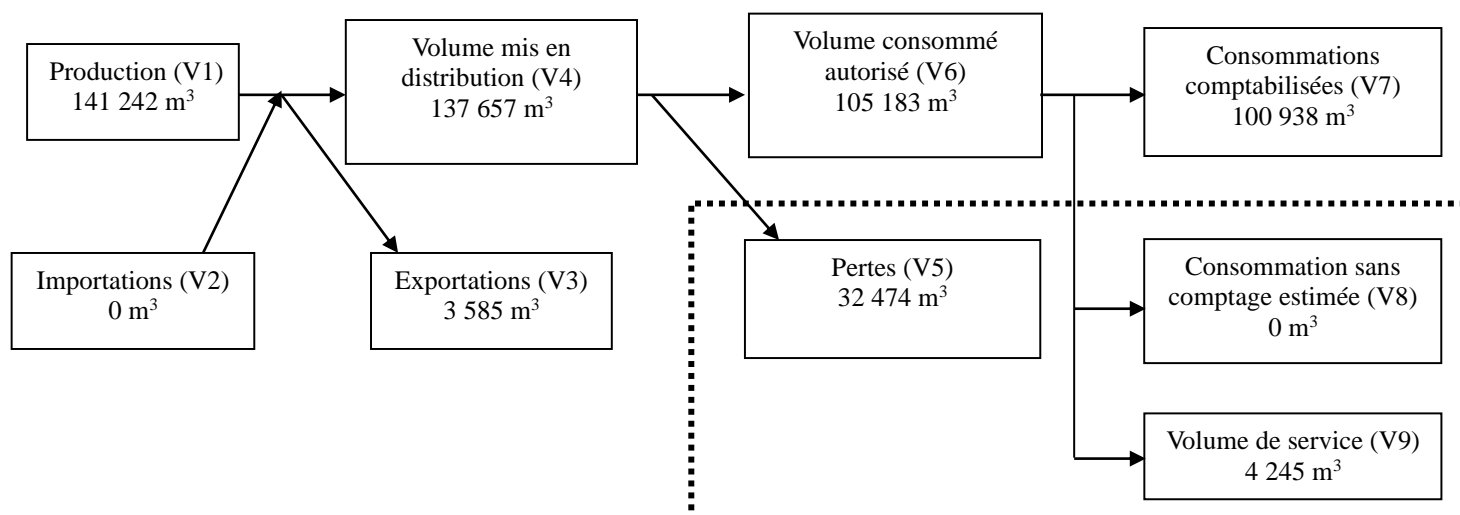 Production (V1)
141 242 m³
Volume mis en
distribution (V4)
137 657 m³
Volume consommé
autorisé (V6)
105 183 m³
Consommations
comptabilisées (V7)
100 938 m³
Importations (V2)
0 m³
Exportations (V3)
3 585 m³
Pertes (V5)
32 474 m³
Consommation sans
comptage estimée (V8)
0 m³
Volume de service (V9)
4 245 m³